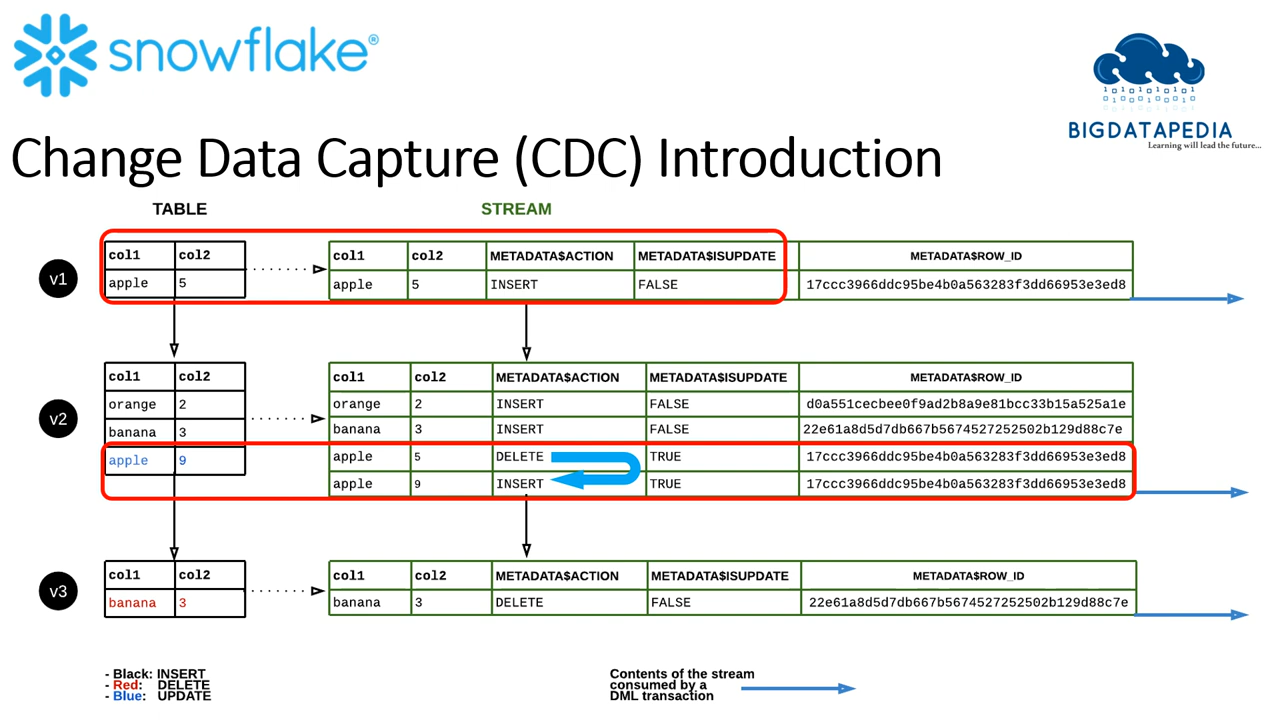 snowflake®
BIGDATAPEDIA
Learning will lead the future...
Change Data Capture (CDC) Introduction
TABLE STREAM
v1
col1 col2 col1 col2 METADATA$ACTION METADATA$ISUPDATE METADATA$ROW_ID
apple 5 apple 5 INSERT FALSE 17ccc3966ddc95be4b0a563283f3dd66953e3ed8
v2
col1 col2 col1 col2 METADATA$ACTION METADATA$ISUPDATE METADATA$ROW_ID
orange 2 orange 2 INSERT FALSE d0a551cecbee0f9ad2b8a9e81bcc33b15a525a1e
banana 3 banana 3 INSERT FALSE 22e61a8d5d7db667b5674527252502b129d88c7e
apple 9 apple 5 DELETE TRUE 17ccc3966ddc95be4b0a563283f3dd66953e3ed8
apple 9 INSERT TRUE 17ccc3966ddc95be4b0a563283f3dd66953e3ed8
v3
col1 col2 col1 col2 METADATA$ACTION METADATA$ISUPDATE METADATA$ROW_ID
banana 3 banana 3 DELETE FALSE 22e61a8d5d7db667b5674527252502b129d88c7e
- Black: INSERT
- Red: DELETE
- Blue: UPDATE
Contents of the stream
consumed by a
DML transaction